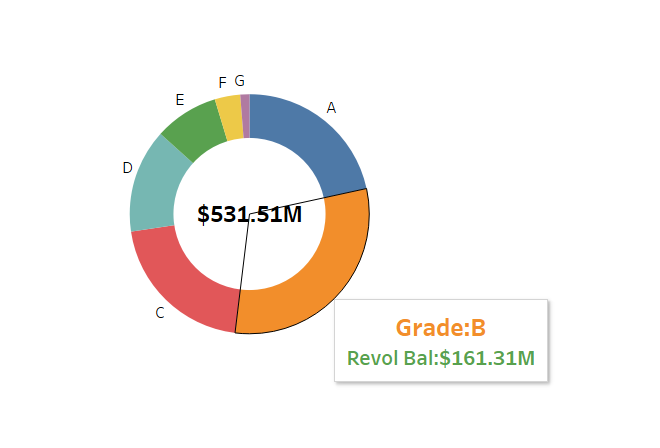 F G
E
A
D
$531.51M
C
Grade:B
Revol Bal:$161.31M